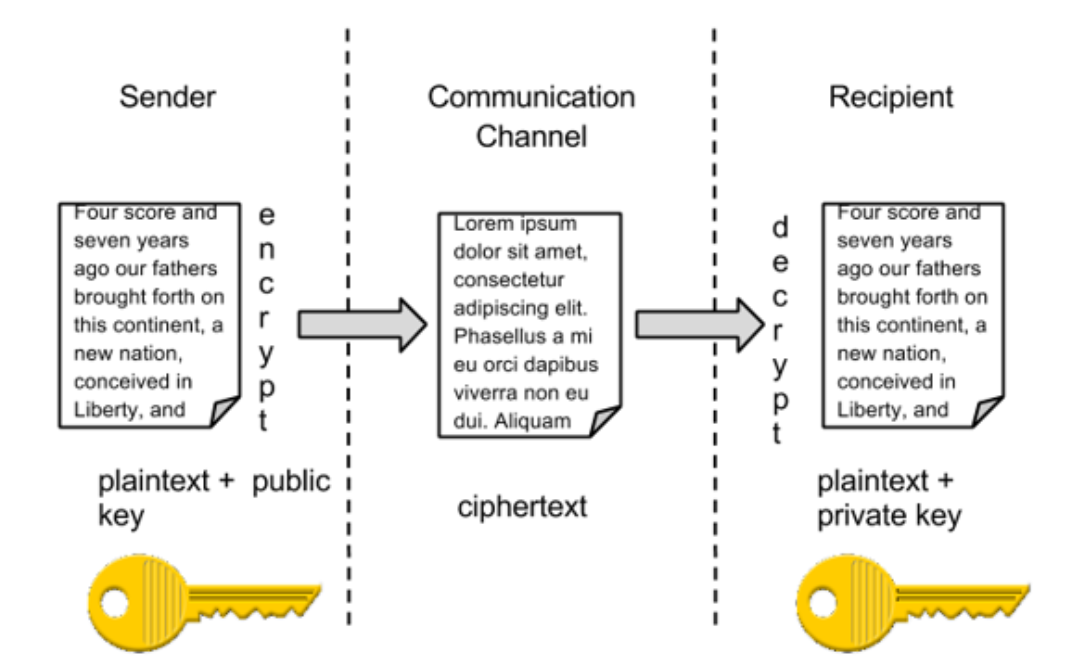 Sender
Communication
Channel
Recipient
Four score and
seven years
ago our fathers
brought forth on
this continent, a
new nation,
conceived in
Liberty, and
encrypt
plaintext + public
key
Lorem ipsum
dolor sit amet,
consectetur
adipiscing elit.
Phasellus a mi
eu orci dapibus
viverra non eu
dui. Aliquam
ciphertext
decrypt
Four score and
seven years
ago our fathers
brought forth on
this continent, a
new nation,
conceived in
Liberty, and
plaintext +
private key